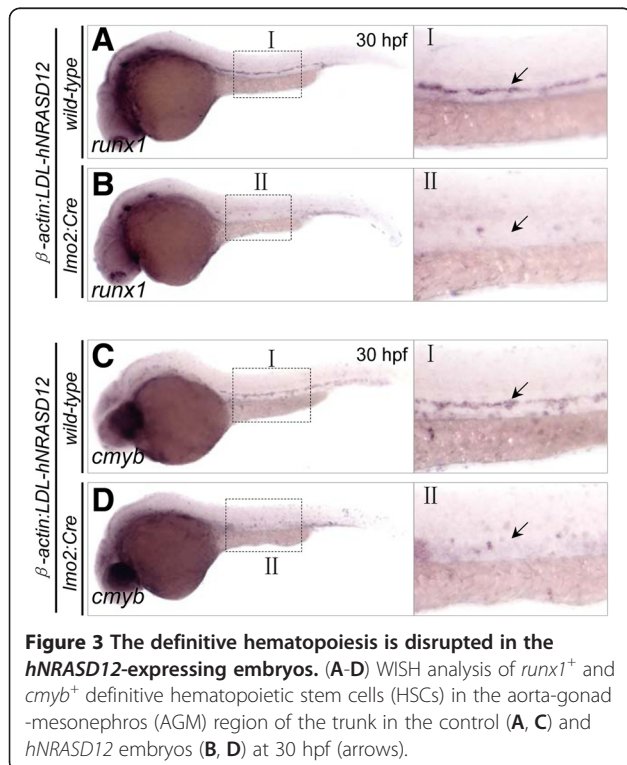 β-actin:LDL-hNRASD12
wild-type
lmo2:Cre
A
I
30 hpf
runx1
I
B
II
runx1
II
β-actin:LDL-hNRASD12
wild-type
lmo2:Cre
C
I
30 hpf
cmyb
I
D
II
cmyb
II
Figure 3 The definitive hematopoiesis is disrupted in the
hNRASD12-expressing embryos. (A-D) WISH analysis of runx1⁺ and
cmyb⁺ definitive hematopoietic stem cells (HSCs) in the aorta-gonad
-mesonephros (AGM) region of the trunk in the control (A, C) and
hNRASD12 embryos (B, D) at 30 hpf (arrows).